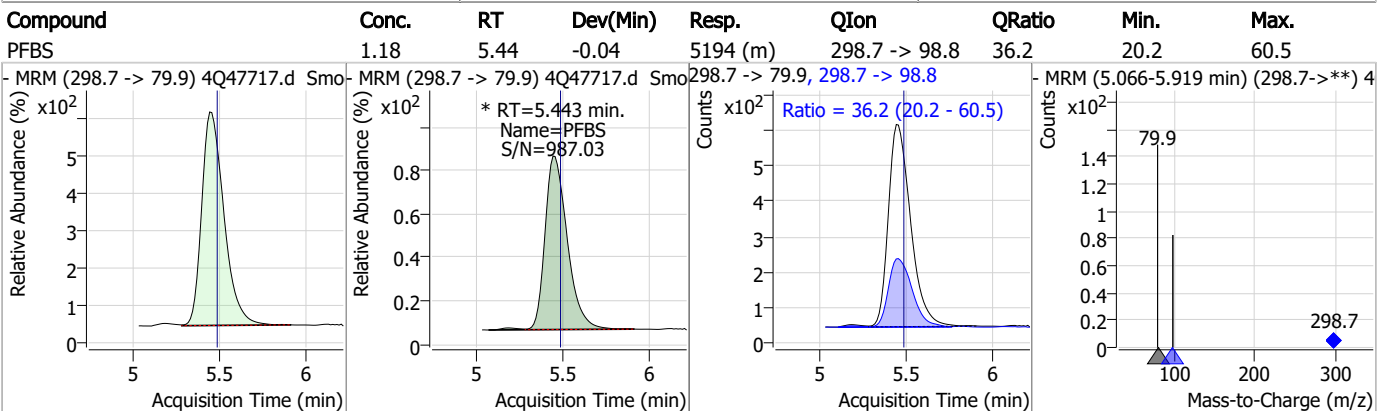 Compound Conc. RT Dev(Min) Resp. QIon QRatio Min. Max.
PFBS 1.18 5.44 -0.04 5194 (m) 298.7 -> 98.8 36.2 20.2 60.5
- MRM (298.7 -> 79.9) 4Q47717.d Smo
x10²
5
4
3
2
1
0
Relative Abundance (%)
5 5.5 6
Acquisition Time (min)
- MRM (298.7 -> 79.9) 4Q47717.d Smo
x10²
* RT=5.443 min.
Name=PFBS
S/N=987.03
0.8
0.6
0.4
0.2
0
Relative Abundance (%)
5 5.5 6
Acquisition Time (min)
298.7 -> 79.9, 298.7 -> 98.8
x10²
Ratio = 36.2 (20.2 - 60.5)
5
4
3
2
1
0
Counts
5 5.5 6
Acquisition Time (min)
- MRM (5.066-5.919 min) (298.7->**) 4
x10²
79.9
1.4
1.2
1
0.8
0.6
0.4
0.2
0
298.7
Counts
100 200 300
Mass-to-Charge (m/z)